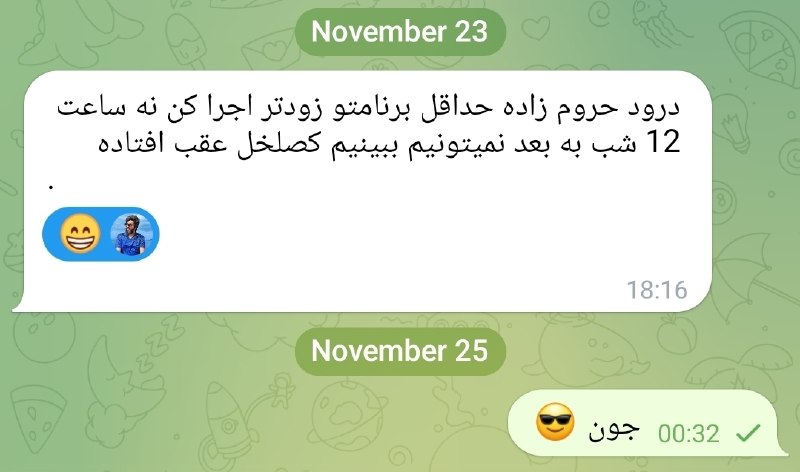 November 23
درود حروم زاده حداقل برنامتو زودتر اجرا کن نه ساعت
12 شب به بعد نمیتونیم ببینیم کصلخل عقب افتاده
.
😁
18:16
November 25
جون 😎 00:32